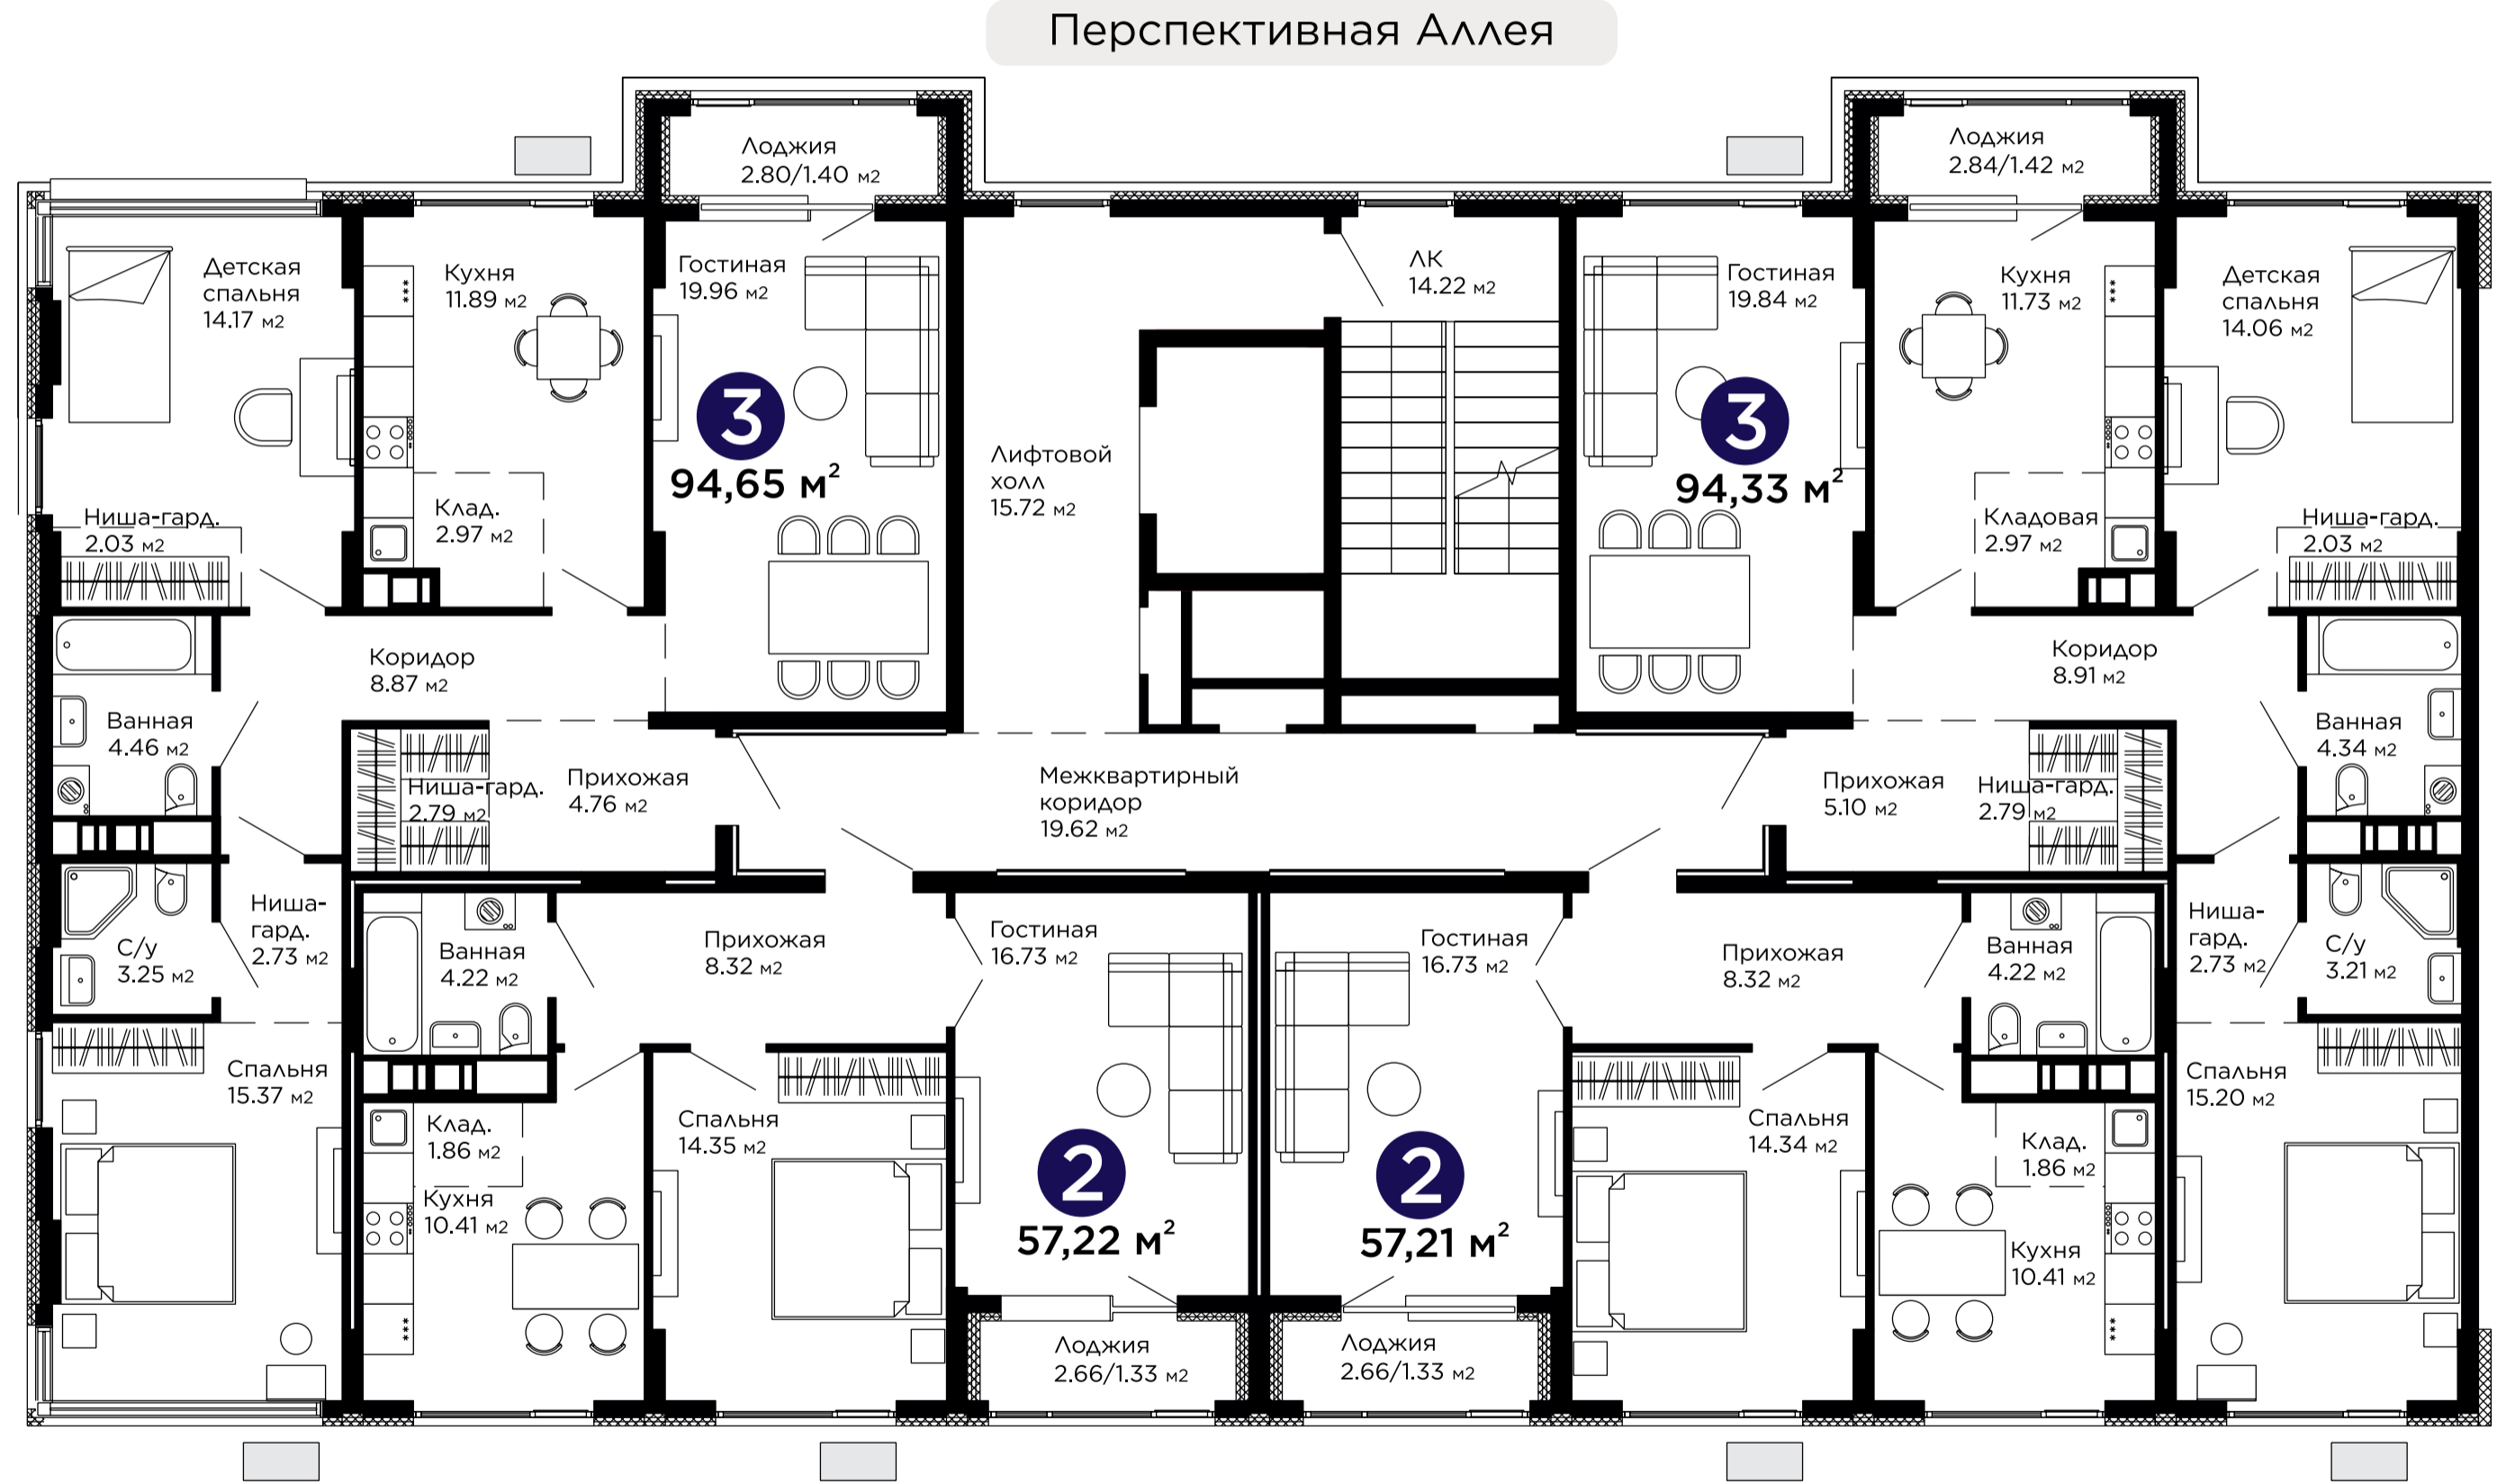 Перспективная Аллея
Лоджия
2.80/1.40 м2
Лоджия
2.84/1.42 м2
Детская
спальня
14.17 м2
Кухня
11.89 м2
Гостиная
19.96 м2
ЛК
14.22 м2
Гостиная
19.84 м2
Кухня
11.73 м2
Детская
спальня
14.06 м2
3
94,65 м²
3
94,33 м²
Лифтовой
холл
15.72 м2
Ниша-гард.
2.03 м2
Клад.
2.97 м2
Кладовая
2.97 м2
Ниша-гард.
2.03 м2
Коридор
8.87 м2
Коридор
8.91 м2
Ванная
4.46 м2
Ниша-гард.
2.79 м2
Прихожая
4.76 м2
Межквартирный
коридор
19.62 м2
Прихожая
5.10 м2
Ниша-гард.
2.79 м2
Ванная
4.34 м2
С/у
3.25 м2
Ниша-
гард.
2.73 м2
Ванная
4.22 м2
Прихожая
8.32 м2
Гостиная
16.73 м2
Гостиная
16.73 м2
Прихожая
8.32 м2
Ванная
4.22 м2
Ниша-
гард.
2.73 м2
С/у
3.21 м2
Спальня
15.37 м2
Клад.
1.86 м2
Кухня
10.41 м2
Спальня
14.35 м2
2
57,22 м²
2
57,21 м²
Спальня
14.34 м2
Клад.
1.86 м2
Кухня
10.41 м2
Спальня
15.20 м2
Лоджия
2.66/1.33 м2
Лоджия
2.66/1.33 м2